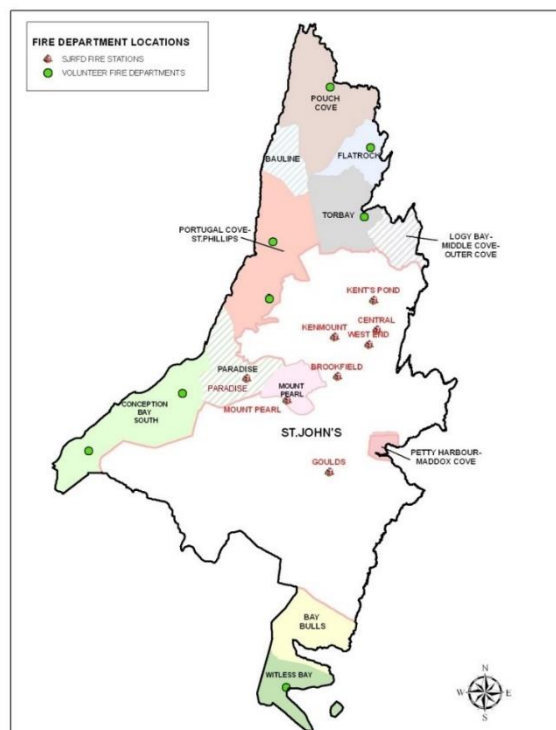 FIRE DEPARTMENT LOCATIONS
SJRFD FIRE STATIONS
VOLUNTEER FIRE DEPARTMENTS
POUCH
COVE
BAULINE
FLATROCK
TORBAY
PORTUGAL COVE-
ST.PHILLIPS
LOGY BAY-
MIDDLE COVE-
OUTER COVE
KENT'S POND
CENTRAL
KENMOUNT
WEST END
PARADISE
PARADISE
BROOKFIELD
MOUNT
PEARL
MOUNT PEARL
CONCEPTION
BAY
SOUTH
ST.JOHN'S
PETTY HARBOUR-
MADDOX COVE
GOULDS
BAY
BULLS
WITLESS BAY
N
W
E
S